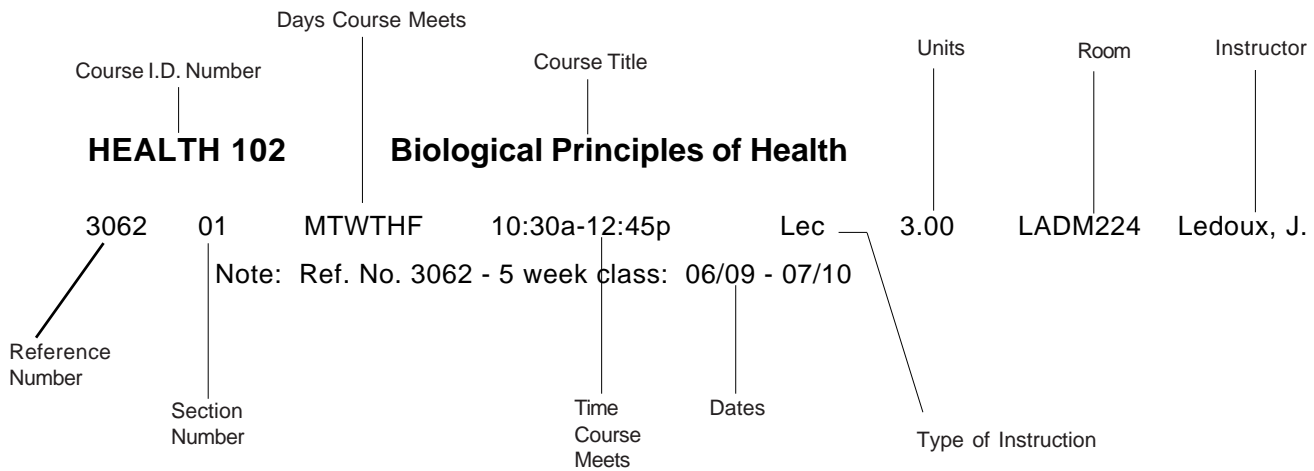 Days Course Meets
Course I.D. Number
Course Title
Units
Room
Instructor
HEALTH 102 Biological Principles of Health
3062 01 MTWTHF 10:30a-12:45p Lec 3.00 LADM224 Ledoux, J.
Note: Ref. No. 3062 - 5 week class: 06/09 - 07/10
Reference
Number
Section
Number
Time
Course
Meets
Dates
Type of Instruction